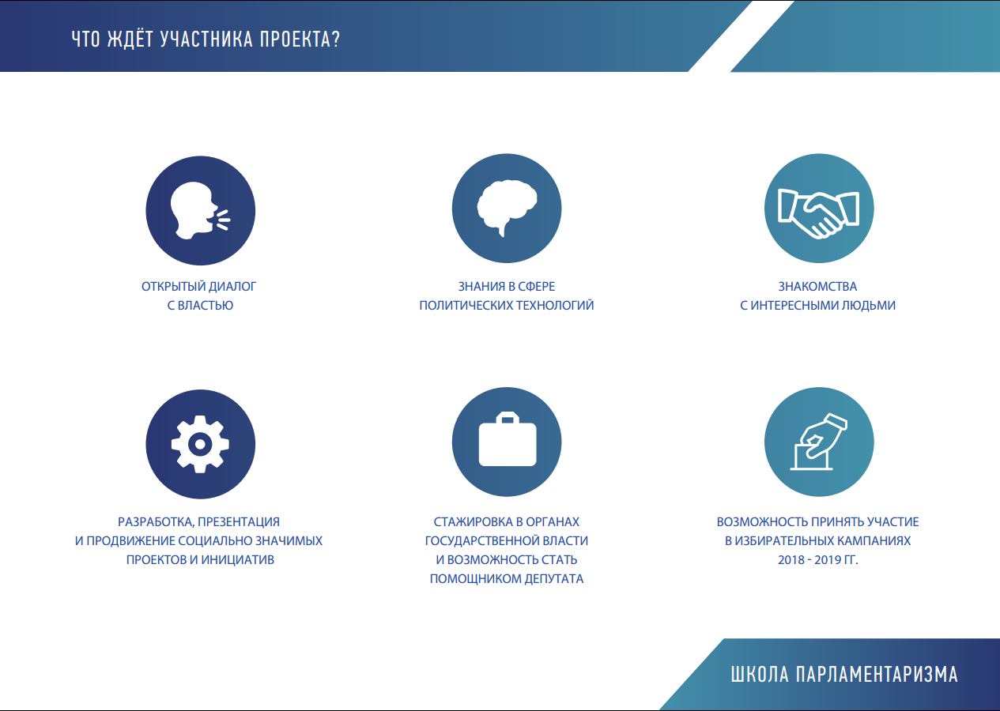 ЧТО ЖДЁТ УЧАСТНИКА ПРОЕКТА?
ОТКРЫТЫЙ ДИАЛОГ
С ВЛАСТЬЮ
ЗНАНИЯ В СФЕРЕ
ПОЛИТИЧЕСКИХ ТЕХНОЛОГИЙ
ЗНАКОМСТВА
С ИНТЕРЕСНЫМИ ЛЮДЬМИ
РАЗРАБОТКА, ПРЕЗЕНТАЦИЯ
И ПРОДВИЖЕНИЕ СОЦИАЛЬНО ЗНАЧИМЫХ
ПРОЕКТОВ И ИНИЦИАТИВ
СТАЖИРОВКА В ОРГАНАХ
ГОСУДАРСТВЕННОЙ ВЛАСТИ
И ВОЗМОЖНОСТЬ СТАТЬ
ПОМОЩНИКОМ ДЕПУТАТА
ВОЗМОЖНОСТЬ ПРИНЯТЬ УЧАСТИЕ
В ИЗБИРАТЕЛЬНЫХ КАМПАНИЯХ
2018 - 2019 ГГ.
ШКОЛА ПАРЛАМЕНТАРИЗМА